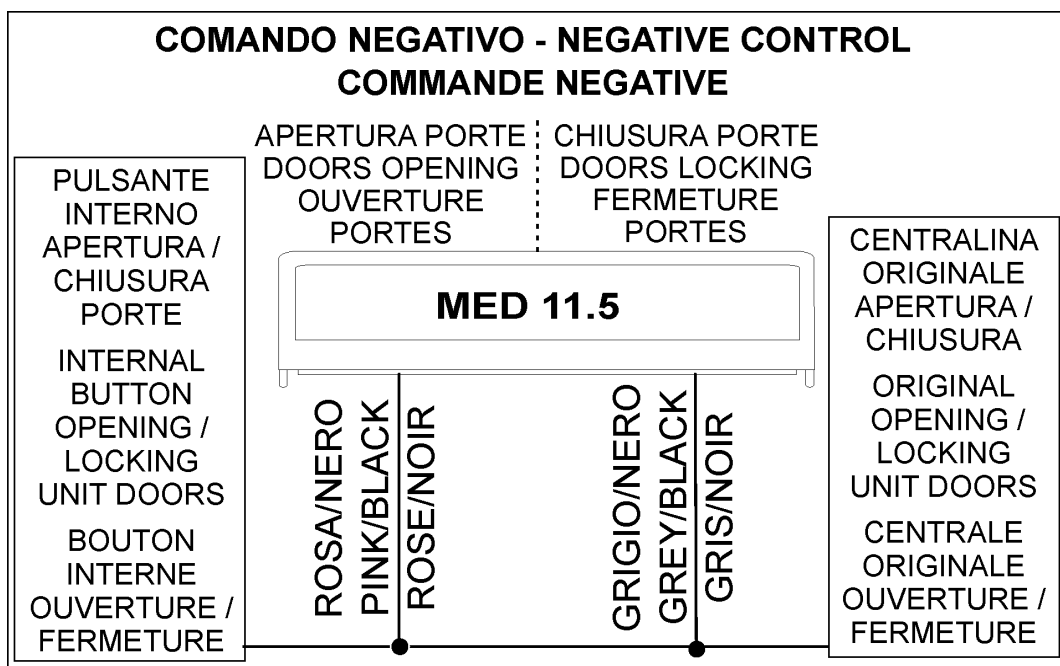 COMANDO NEGATIVO - NEGATIVE CONTROL
COMMANDE NEGATIVE
PULSANTE
INTERNO
APERTURA /
CHIUSURA
PORTE
INTERNAL
BUTTON
OPENING /
LOCKING
UNIT DOORS
BOUTON
INTERNE
OUVERTURE /
FERMETURE
APERTURA PORTE
DOORS OPENING
OUVERTURE
PORTES
CHIUSURA PORTE
DOORS LOCKING
FERMETURE
PORTES
MED 11.5
ROSA/NERO
PINK/BLACK
ROSE/NOIR
GRIGIO/NERO
GREY/BLACK
GRIS/NOIR
CENTRALINA
ORIGINALE
APERTURA /
CHIUSURA
ORIGINAL
OPENING /
LOCKING
UNIT DOORS
CENTRALE
ORIGINALE
OUVERTURE /
FERMETURE